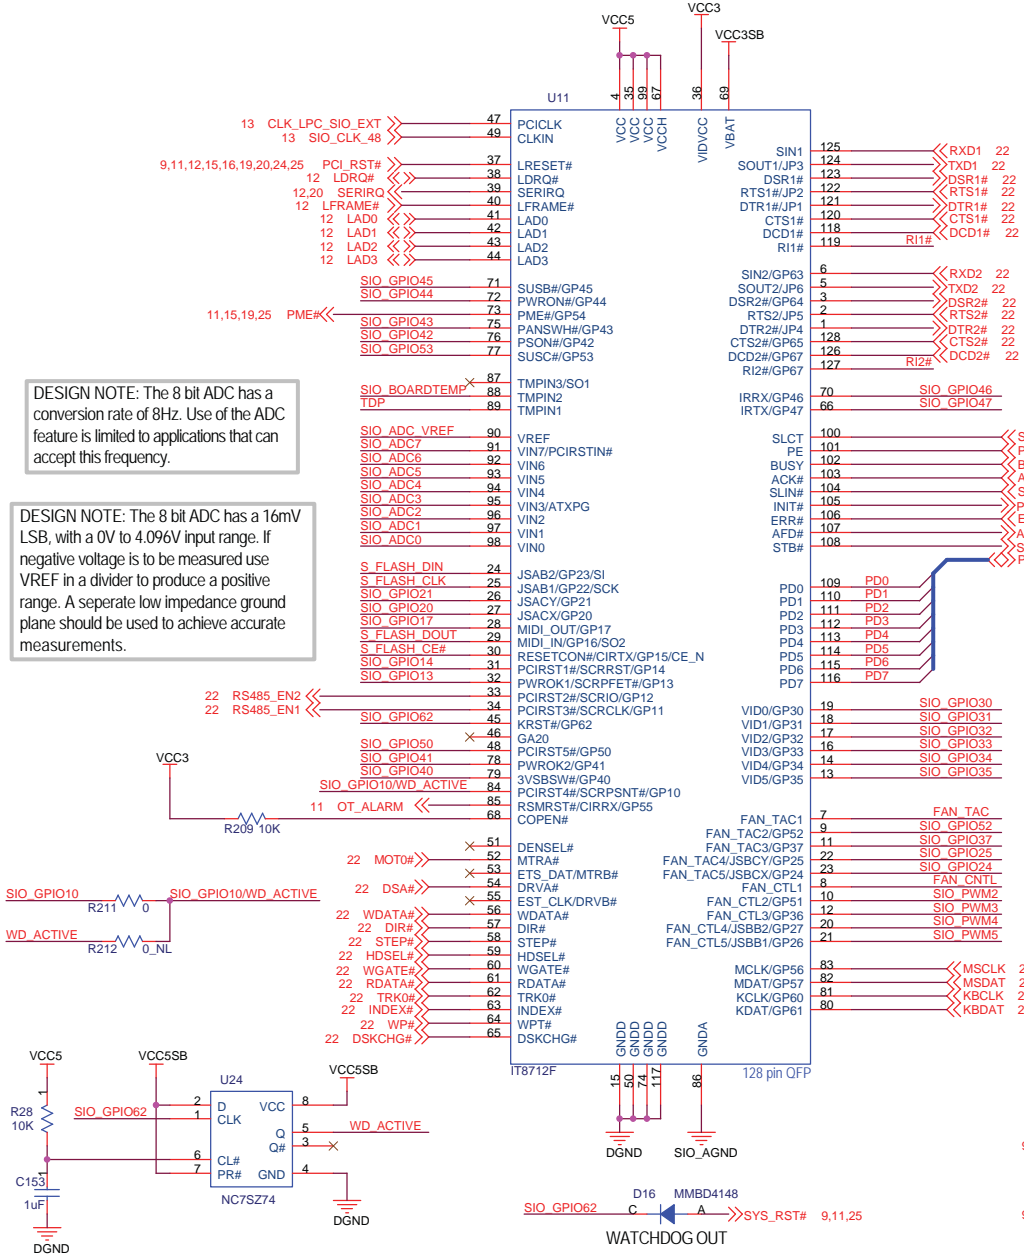 VCC5
VCC3
VCC3SB
U11
4
35
99
67
36
69
VCC
VCC
VCC
VCCH
VIDVCC
VBAT
13 CLK_LPC_SIO_EXT 47 PCICLK
13 SIO_CLK_48 49 CLKIN
9,11,12,15,16,19,20,24,25 PCI_RST# 37 LRESET#
12 LDRQ# 38 LDRQ#
12,20 SERIRQ 39 SERIRQ
12 LFRAME# 40 LFRAME#
12 LAD0 41 LAD0
12 LAD1 42 LAD1
12 LAD2 43 LAD2
12 LAD3 44 LAD3
SIO_GPIO45 71 SUSB#/GP45
SIO_GPIO44 72 PWRON#/GP44
11,15,19,25 PME# 73 PME#/GP54
SIO_GPIO43 75 PANSWH#/GP43
SIO_GPIO42 76 PSON#/GP42
SIO_GPIO53 77 SUSC#/GP53
87 TMPIN3/SO1
SIO_BOARDTEMP 88 TMPIN2
TDP 89 TMPIN1
SIO_ADC_VREF 90 VREF
SIO_ADC7 91 VIN7/PCIRSTIN#
SIO_ADC6 92 VIN6
SIO_ADC5 93 VIN5
SIO_ADC4 94 VIN4
SIO_ADC3 95 VIN3/ATXPG
SIO_ADC2 96 VIN2
SIO_ADC1 97 VIN1
SIO_ADC0 98 VIN0
S_FLASH_DIN 24 JSAB2/GP23/SI
S_FLASH_CLK 25 JSAB1/GP22/SCK
SIO_GPIO21 26 JSACY/GP21
SIO_GPIO20 27 JSACX/GP20
SIO_GPIO17 28 MIDI_OUT/GP17
S_FLASH_DOUT 29 MIDI_IN/GP16/SO2
S_FLASH_CE# 30 RESETCON#/CIRTX/GP15/CE_N
SIO_GPIO14 31 PCIRST1#/SCRRST/GP14
SIO_GPIO13 32 PWROK1/SCRPFET#/GP13
22 RS485_EN2 33 PCIRST2#/SCRIO/GP12
22 RS485_EN1 34 PCIRST3#/SCRCLK/GP11
SIO_GPIO62 45 KRST#/GP62
46 GA20
SIO_GPIO50 48 PCIRST5#/GP50
SIO_GPIO41 78 PWROK2/GP41
SIO_GPIO40 79 3VSBSW#/GP40
SIO_GPIO10/WD_ACTIVE 84 PCIRST4#/SCRPSNT#/GP10
11 OT_ALARM 85 RSMRST#/CIRRX/GP55
68 COPEN#
51 DENSEL#
22 MOT0# 52 MTRA#
53 ETS_DAT/MTRB#
22 DSA# 54 DRVA#
55 EST_CLK/DRVB#
22 WDATA# 56 WDATA#
22 DIR# 57 DIR#
22 STEP# 58 STEP#
22 HDSEL# 59 HDSEL#
22 WGATE# 60 WGATE#
22 RDATA# 61 RDATA#
22 TRK0# 62 TRK0#
22 INDEX# 63 INDEX#
22 WP# 64 WPT#
22 DSKCHG# 65 DSKCHG#
SIN1 125 RXD1 22
SOUT1/JP3 124 TXD1 22
DSR1# 123 DSR1# 22
RTS1#/JP2 122 RTS1# 22
DTR1#/JP1 121 DTR1# 22
CTS1# 120 CTS1# 22
DCD1# 118 DCD1# 22
RI1# 119 RI1#
SIN2/GP63 6 RXD2 22
SOUT2/JP6 5 TXD2 22
DSR2#/GP64 3 DSR2# 22
RTS2/JP5 2 RTS2# 22
DTR2#/JP4 1 DTR2# 22
CTS2#/GP65 128 CTS2# 22
DCD2#/GP67 126 DCD2# 22
RI2#/GP67 127 RI2#
IRRX/GP46 70 SIO_GPIO46
IRTX/GP47 66 SIO_GPIO47
SLCT 100 S
PE 101 P
BUSY 102 B
ACK# 103 A
SLIN# 104 S
INIT# 105 P
ERR# 106 E
AFD# 107 A
STB# 108 S
P
PD0 109 PD0
PD1 110 PD1
PD2 111 PD2
PD3 112 PD3
PD4 113 PD4
PD5 114 PD5
PD6 115 PD6
PD7 116 PD7
VID0/GP30 19 SIO_GPIO30
VID1/GP31 18 SIO_GPIO31
VID2/GP32 17 SIO_GPIO32
VID3/GP33 16 SIO_GPIO33
VID4/GP34 14 SIO_GPIO34
VID5/GP35 13 SIO_GPIO35
FAN_TAC1 7 FAN_TAC
FAN_TAC2/GP52 9 SIO_GPIO52
FAN_TAC3/GP37 11 SIO_GPIO37
FAN_TAC4/JSBCY/GP25 22 SIO_GPIO25
FAN_TAC5/JSBCX/GP24 23 SIO_GPIO24
FAN_CTL1 8 FAN_CNTL
FAN_CTL2/GP51 10 SIO_PWM2
FAN_CTL3/GP36 12 SIO_PWM3
FAN_CTL4/JSBB2/GP27 20 SIO_PWM4
FAN_CTL5/JSBB1/GP26 21 SIO_PWM5
MCLK/GP56 83 MSCLK 2
MDAT/GP57 82 MSDAT 2
KCLK/GP60 81 KBCLK 2
KDAT/GP61 80 KBDAT 2
GNDD
GNDD
GNDD
GNDD
GNDA
15
50
74
117
86
IT8712F
128 pin QFP
DGND
SIO_AGND
DESIGN NOTE: The 8 bit ADC has a
conversion rate of 8Hz. Use of the ADC
feature is limited to applications that can
accept this frequency.
DESIGN NOTE: The 8 bit ADC has a 16mV
LSB, with a 0V to 4.096V input range. If
negative voltage is to be measured use
VREF in a divider to produce a positive
range. A seperate low impedance ground
plane should be used to achieve accurate
measurements.
VCC3
R209 10K
SIO_GPIO10
R211 0
SIO_GPIO10/WD_ACTIVE
WD_ACTIVE
R212 0_NL
VCC5
VCC5SB
U24
VCC5SB
1
R28
10K
SIO_GPIO62
2 D
1 CLK
6 CL#
7 PR#
VCC 8
Q 5 WD_ACTIVE
Q# 3
GND 4
NC7SZ74
DGND
1
C153
1uF
DGND
SIO_GPIO62
D16 MMBD4148
C A
SYS_RST# 9,11,25
WATCHDOG OUT
9
9